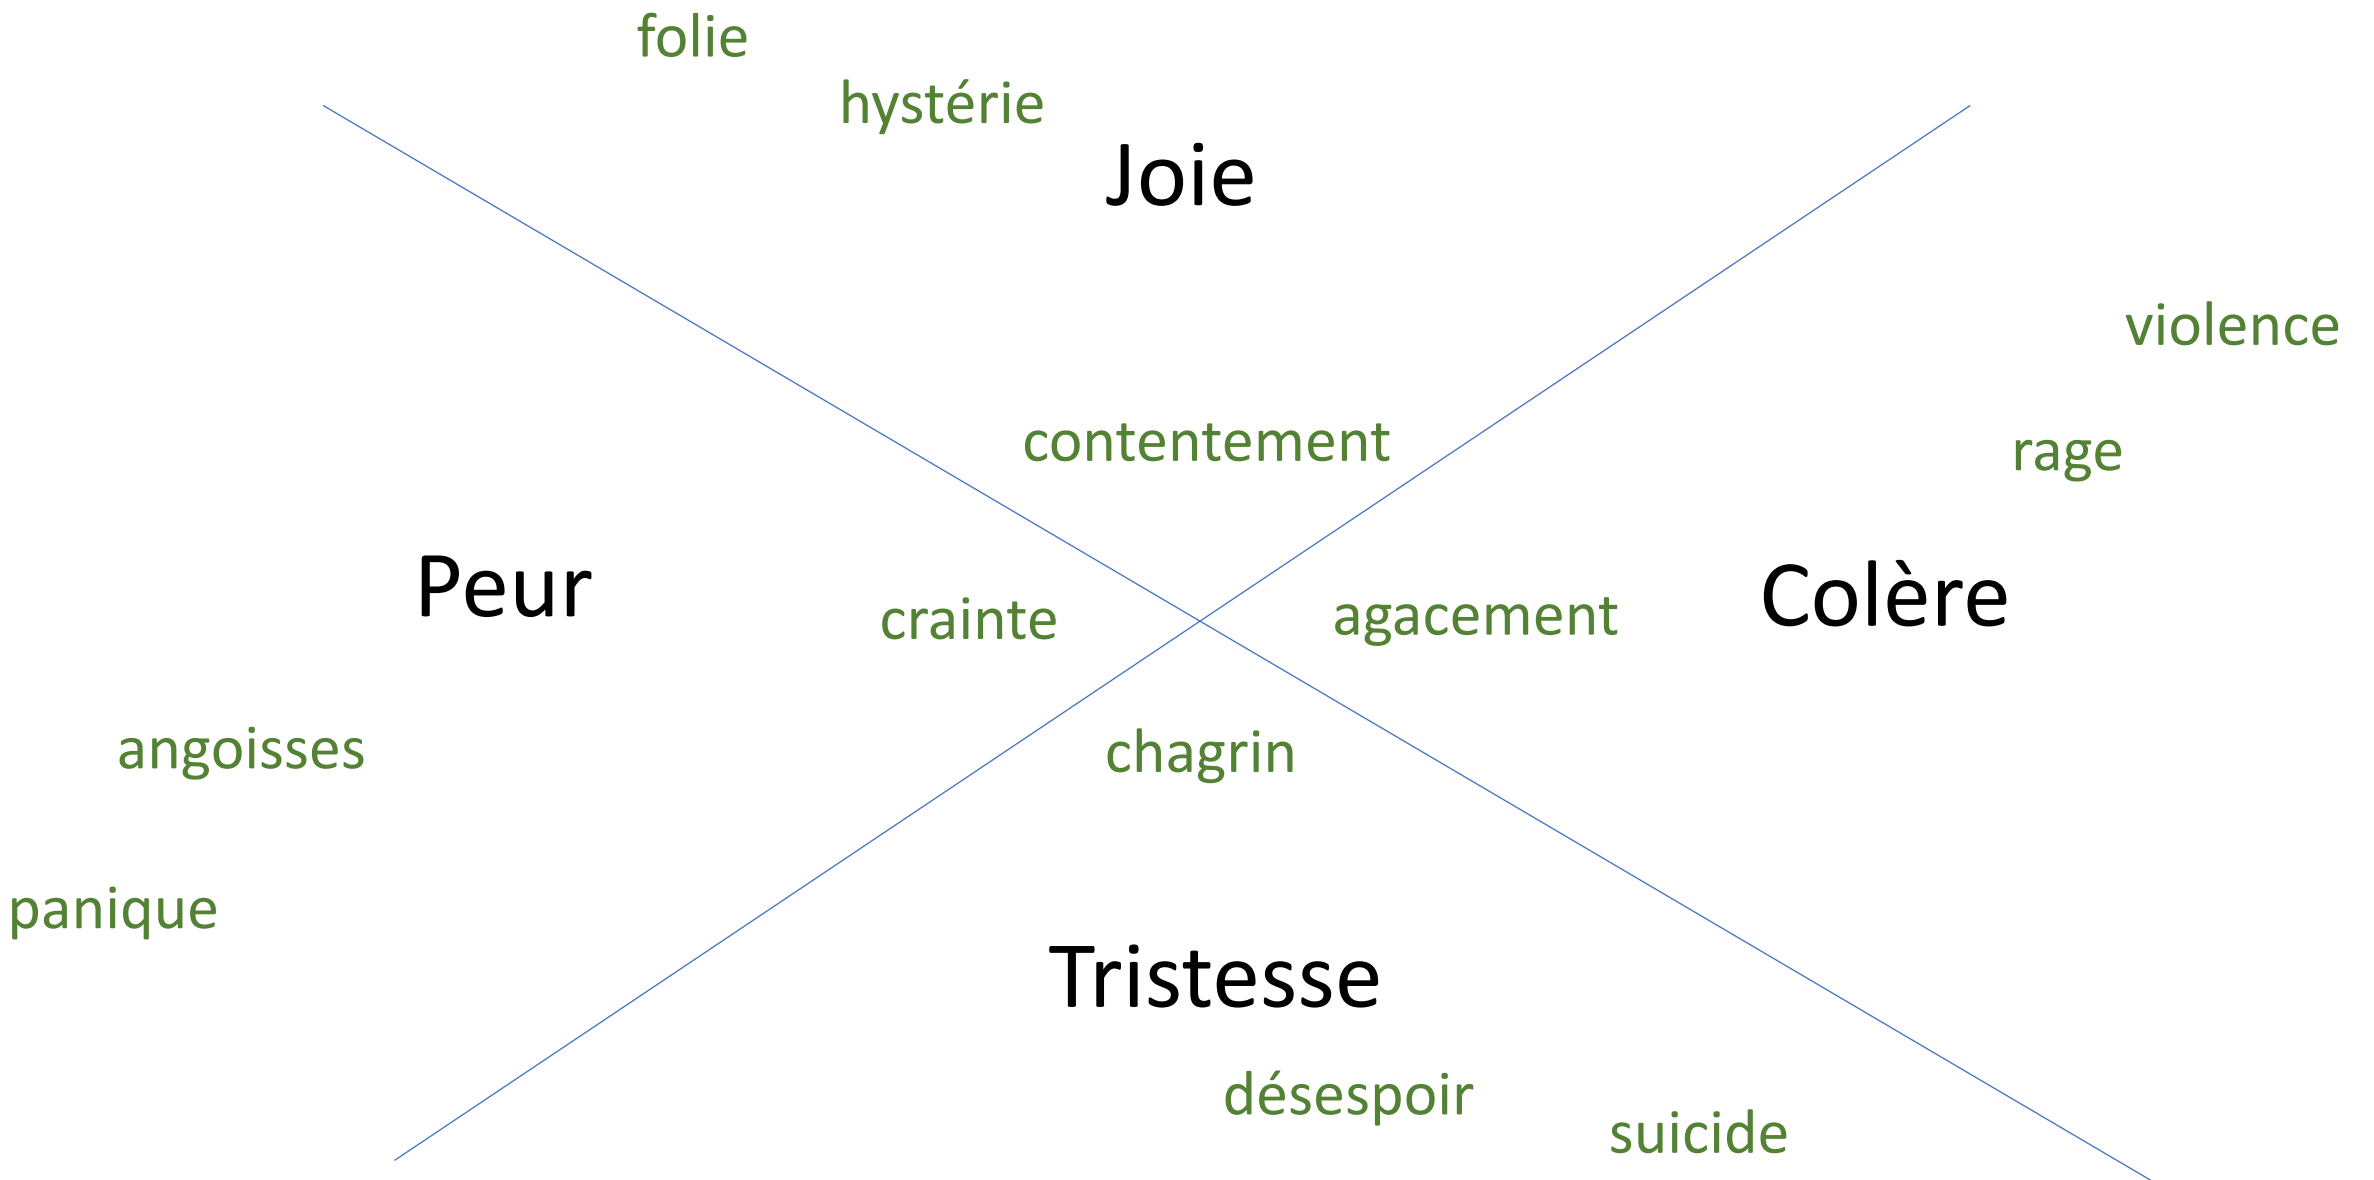 folie
hystérie
Joie
violence
contentement
rage
Peur
crainte
agacement
Colère
angoisses
chagrin
panique
Tristesse
désespoir
suicide